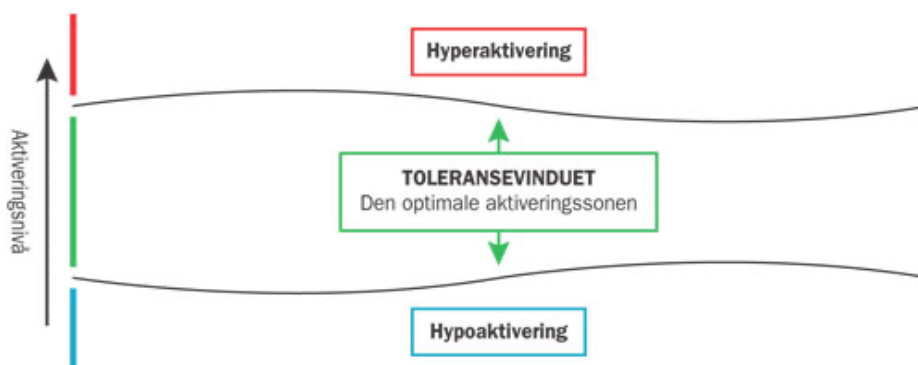 Hyperaktivering
Aktiveringsnivå
TOLERANSEVINDUET
Den optimale aktiveringssonen
Hypoaktivering